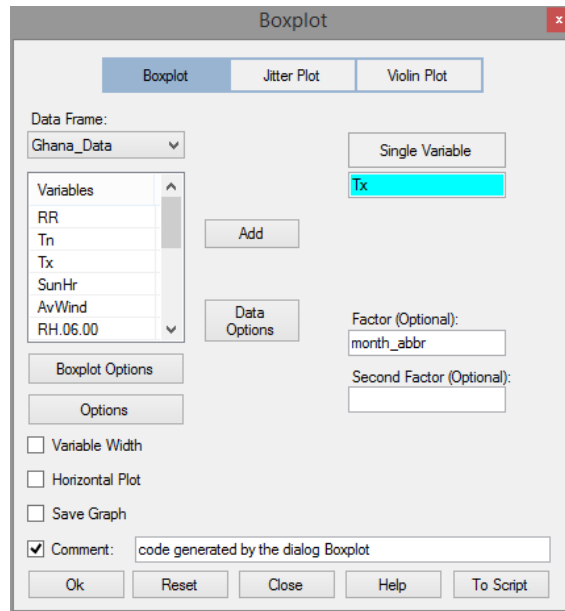 Boxplot
x
Boxplot Jitter Plot Violin Plot
Data Frame:
Ghana_Data
Single Variable
Tx
Variables
RR
Tn
Tx
SunHr
AvWind
RH.06.00
Add
Data
Options
Factor (Optional):
month_abbr
Second Factor (Optional):
Boxplot Options
Options
Variable Width
Horizontal Plot
Save Graph
Comment: code generated by the dialog Boxplot
Ok Reset Close Help To Script